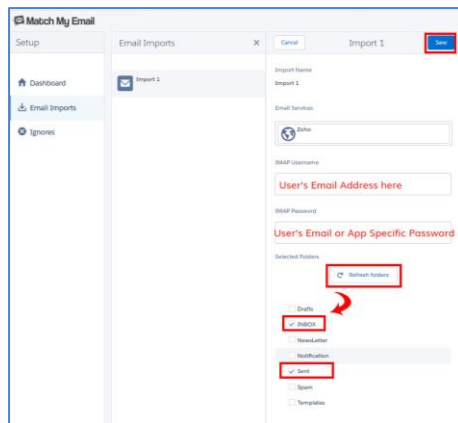 Match My Email
Setup
Email Imports
X
Cancel
Import 1
Save
Dashboard
Email Imports
Ignores
Import 1
Import Name
Import 1
Email Services
Zoho
IMAP Username
User's Email Address here
IMAP Password
User's Email or App Specific Password
Selected Folders
Refresh folders
Drafts
INBOX
NewsLetter
Notification
Sent
Spam
Templates